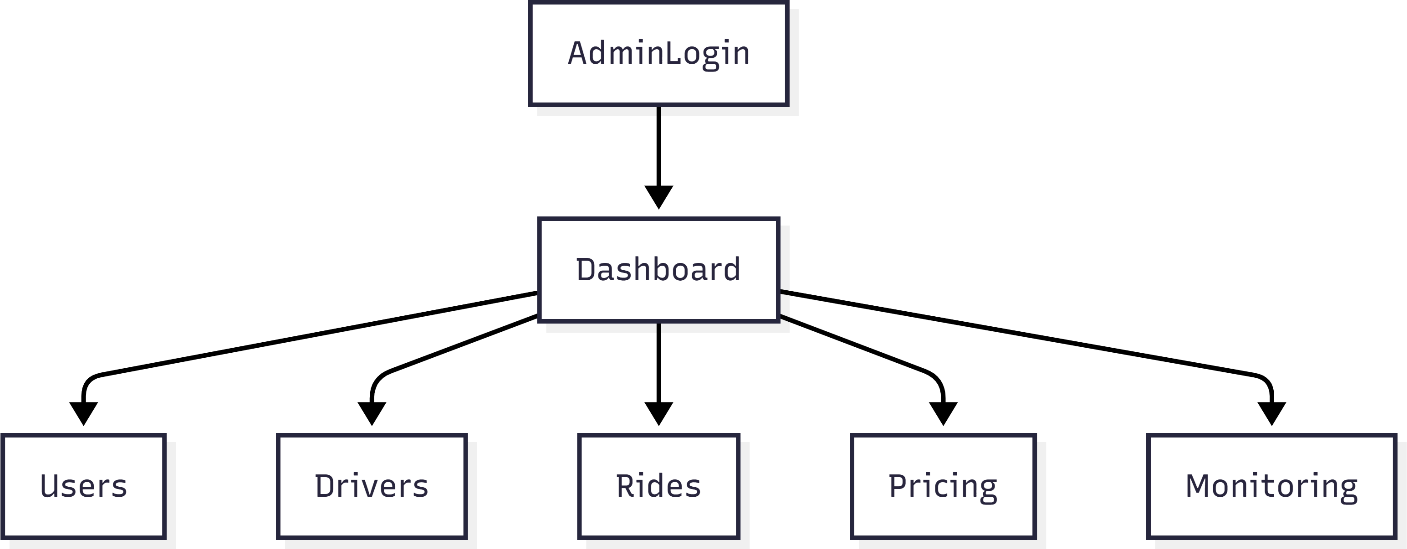 AdminLogin
Dashboard
Users
Drivers
Rides
Pricing
Monitoring